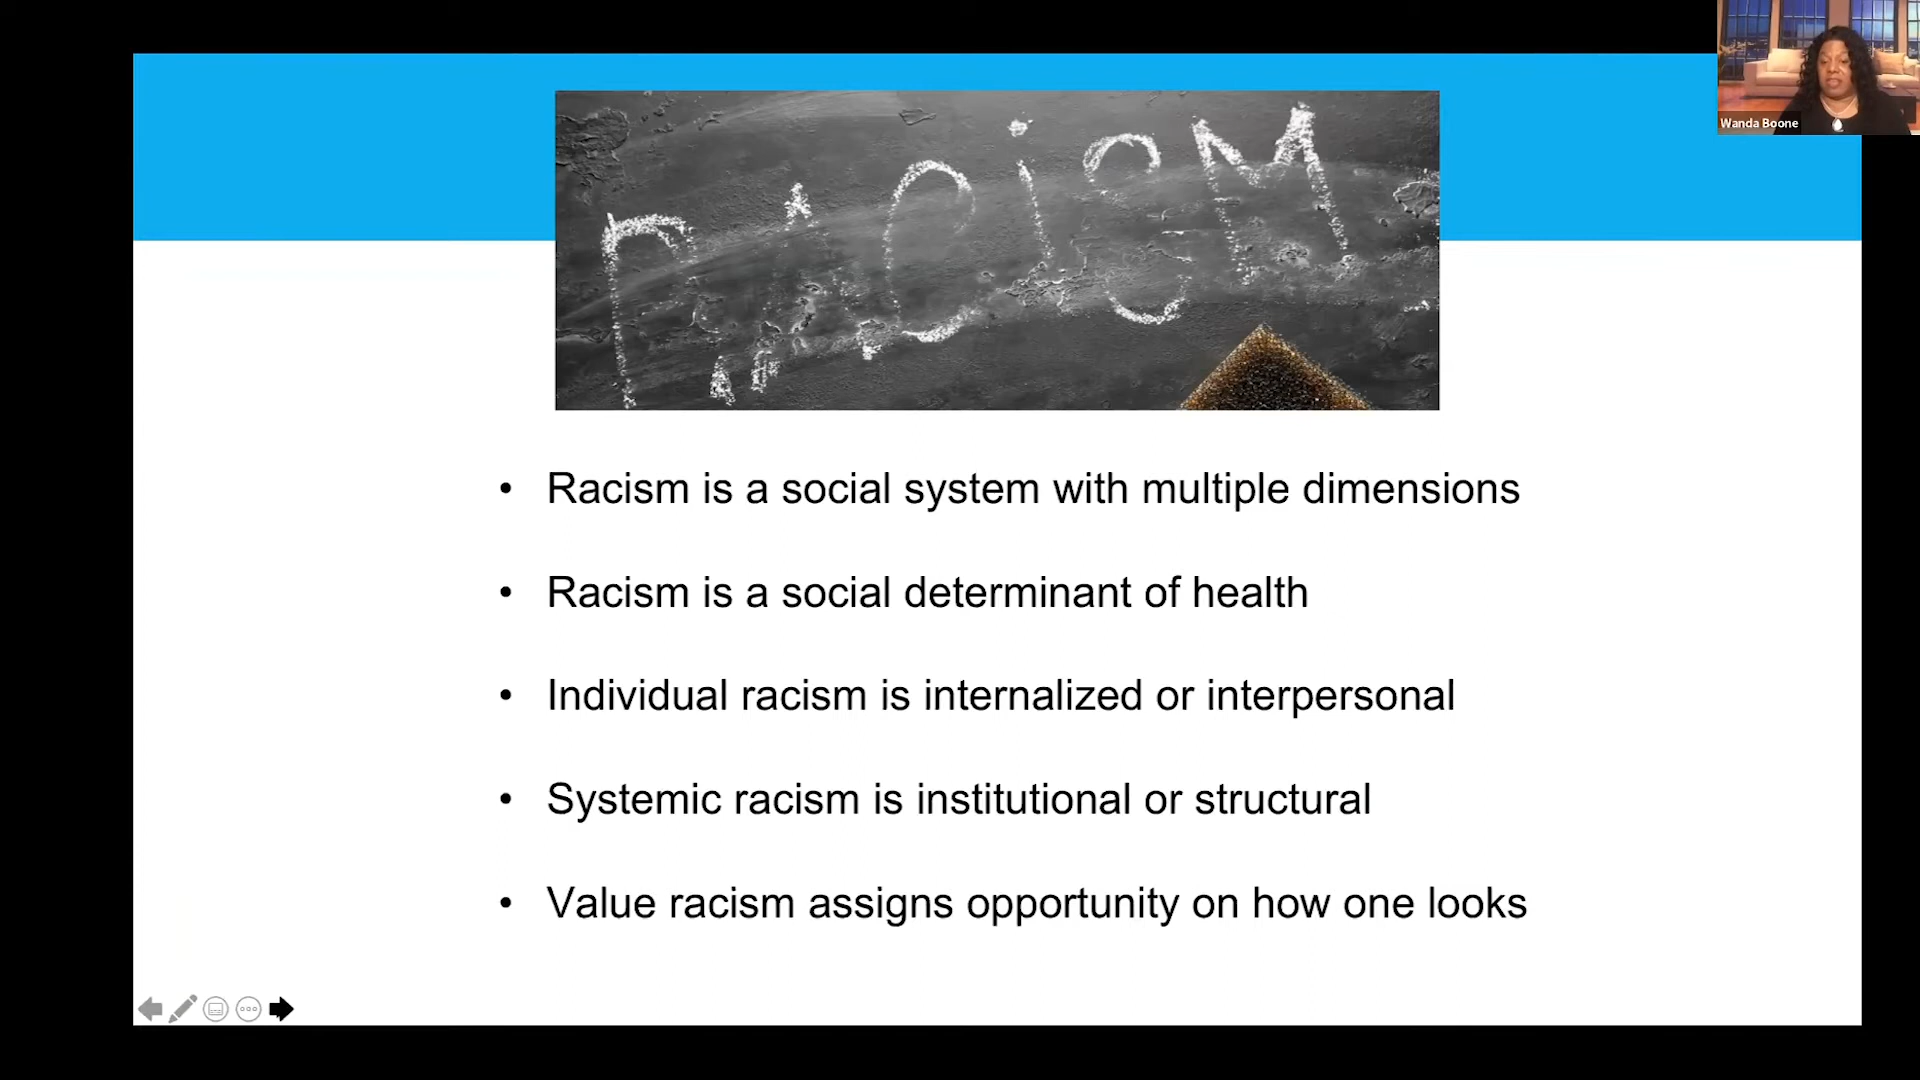 Wanda Boone
RACiSM
• Racism is a social system with multiple dimensions
• Racism is a social determinant of health
• Individual racism is internalized or interpersonal
• Systemic racism is institutional or structural
• Value racism assigns opportunity on how one looks